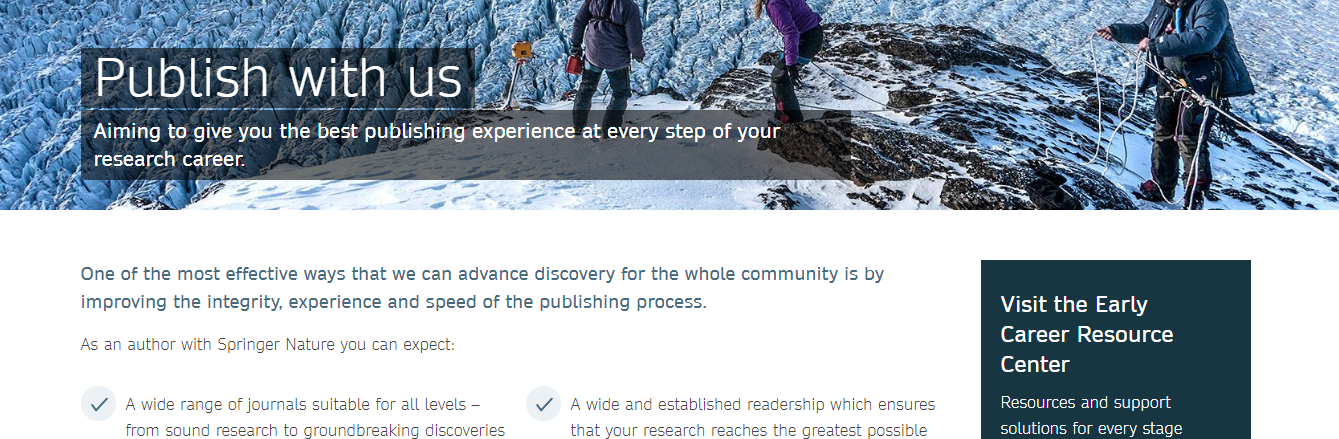 Publish with us
Aiming to give you the best publishing experience at every step of your
research career.
One of the most effective ways that we can advance discovery for the whole community is by
improving the integrity, experience and speed of the publishing process.
As an author with Springer Nature you can expect:
A wide range of journals suitable for all levels –
from sound research to groundbreaking discoveries
A wide and established readership which ensures
that your research reaches the greatest possible
Visit the Early
Career Resource
Center
Resources and support
solutions for every stage